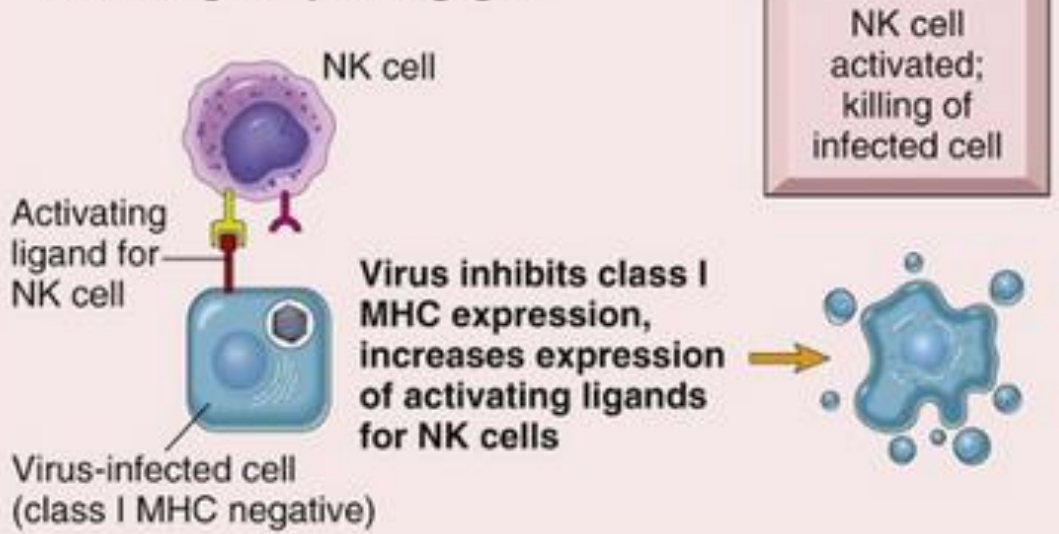 NK cell
activated;
killing of
infected cell
NK cell
Activating
ligand for
NK cell
Virus inhibits class I
MHC expression,
increases expression
of activating ligands
for NK cells
Virus-infected cell
(class I MHC negative)